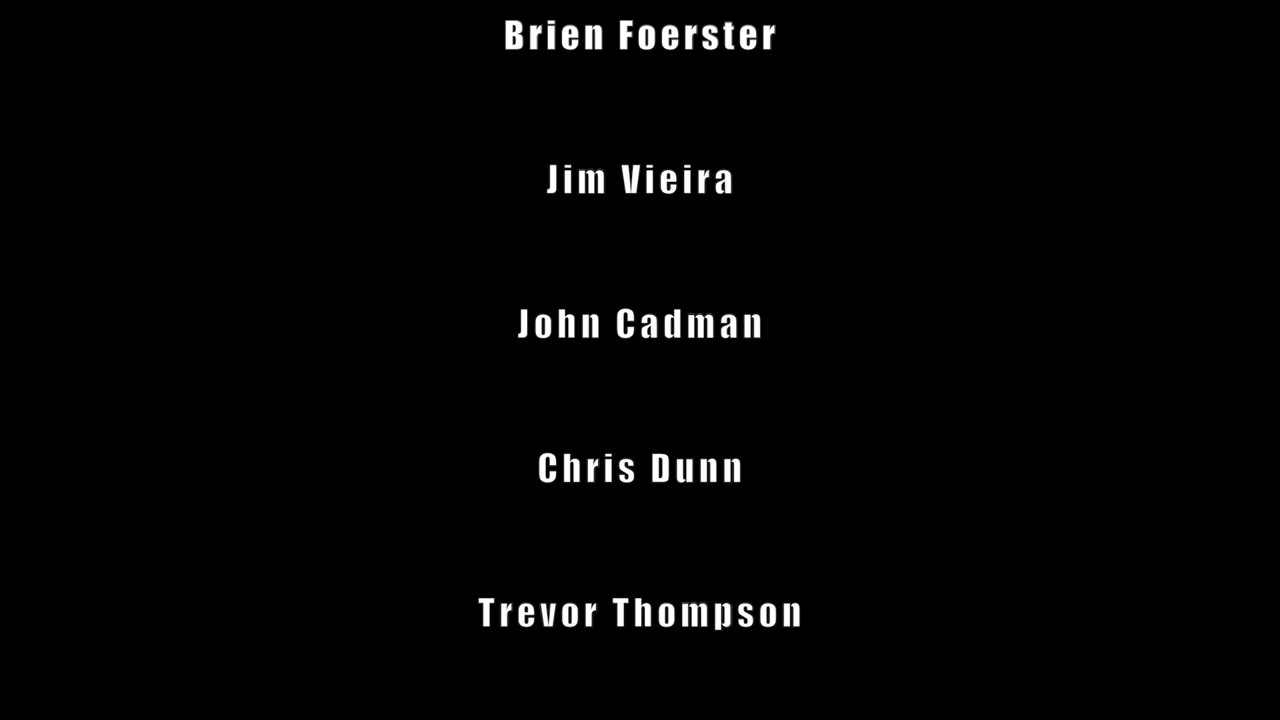 Brien Foerster
Jim Vieira
John Cadman
Chris Dunn
Trevor Thompson